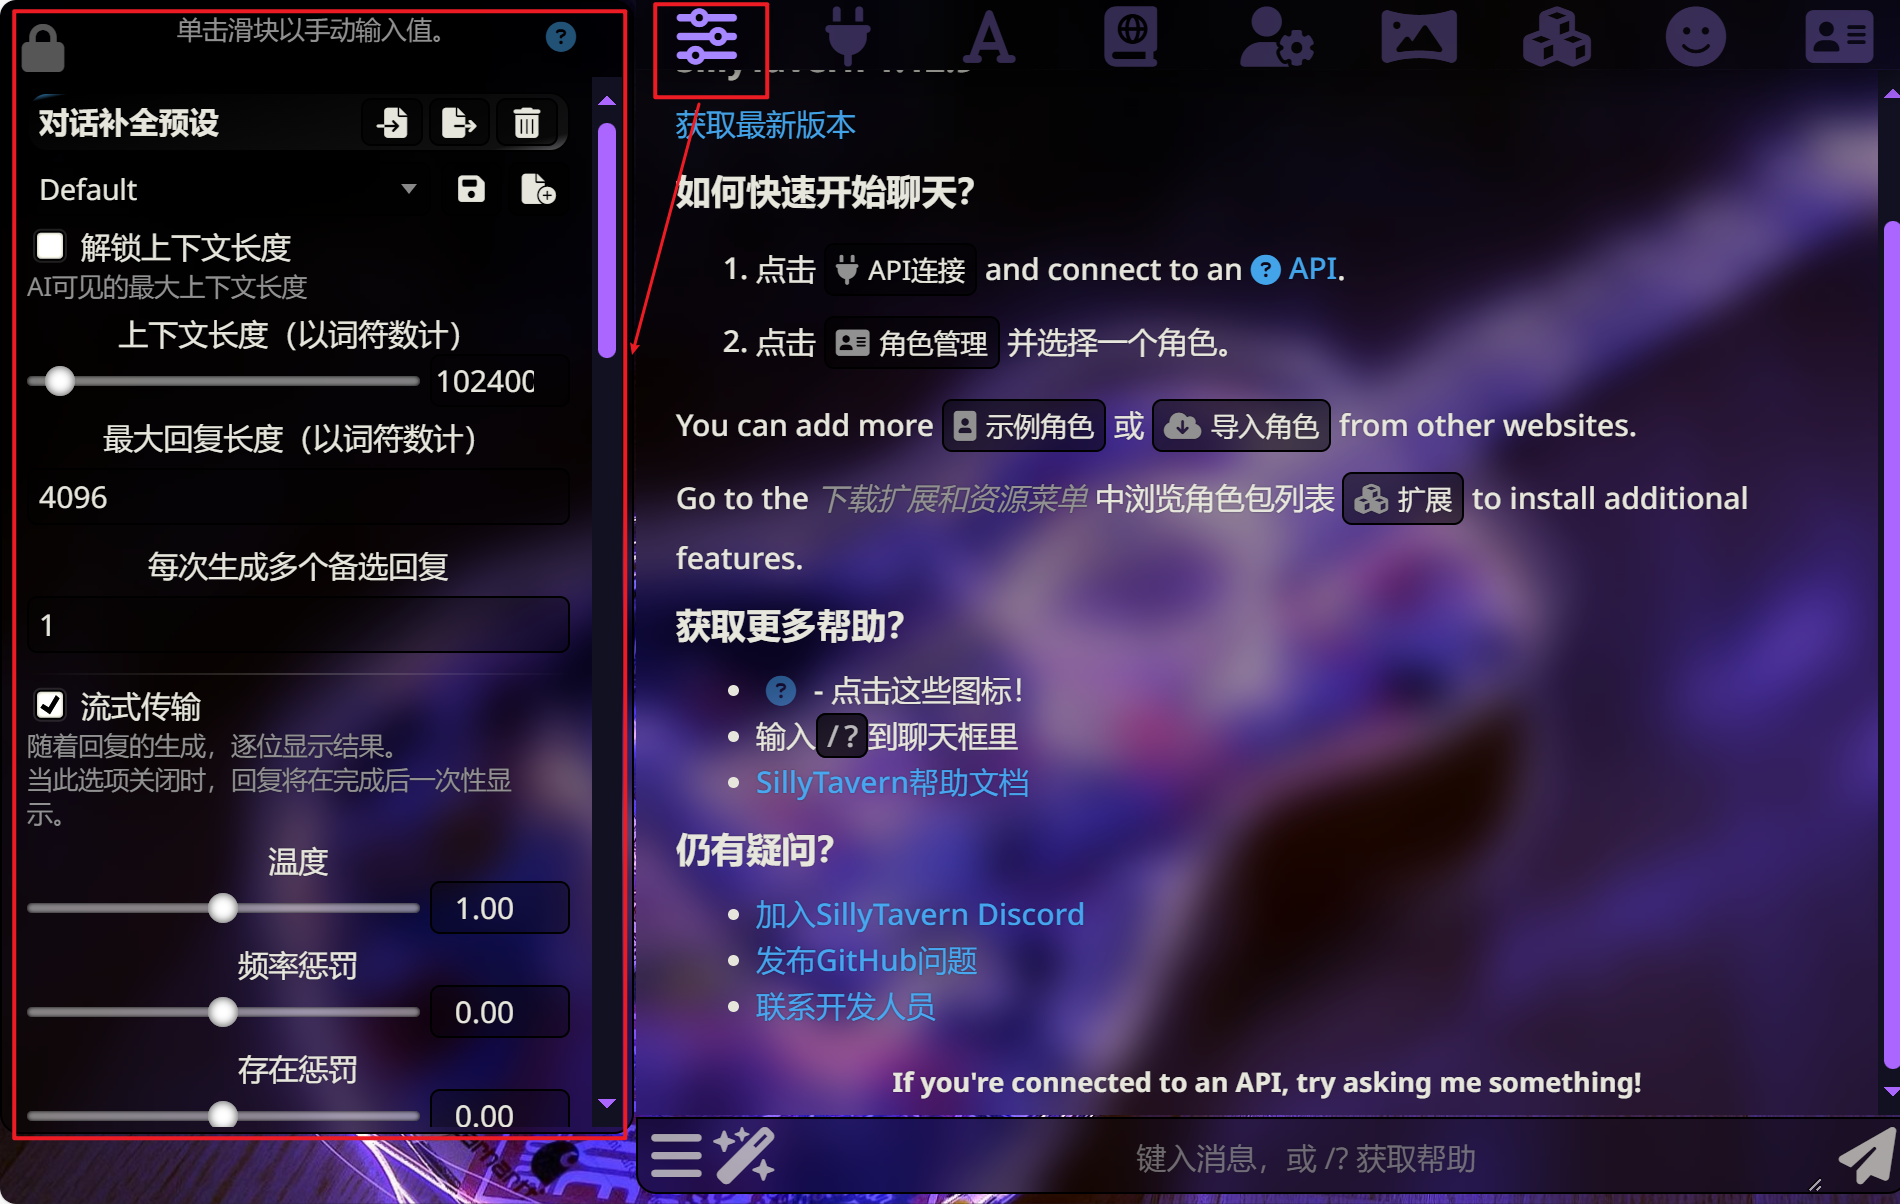 单击滑块以手动输入值。
对话补全预设
Default
解锁上下文长度
AI可见的最大上下文长度
上下文长度（以词符数计）
102400
最大回复长度（以词符数计）
4096
每次生成多个备选回复
1
流式传输
随着回复的生成，逐位显示结果。
当此选项关闭时，回复将在完成后一次性显
示。
温度
1.00
频率惩罚
0.00
存在惩罚
0.00
获取最新版本
如何快速开始聊天？
1. 点击 API连接 and connect to an ? API.
2. 点击 角色管理 并选择一个角色。
You can add more 示例角色 或 导入角色 from other websites.
Go to the 下载扩展和资源菜单 中浏览角色包列表 扩展 to install additional
features.
获取更多帮助？
? - 点击这些图标！
输入 /? 到聊天框里
SillyTavern帮助文档
仍有疑问？
加入SillyTavern Discord
发布GitHub问题
联系开发人员
If you're connected to an API, try asking me something!
键入消息，或 /? 获取帮助